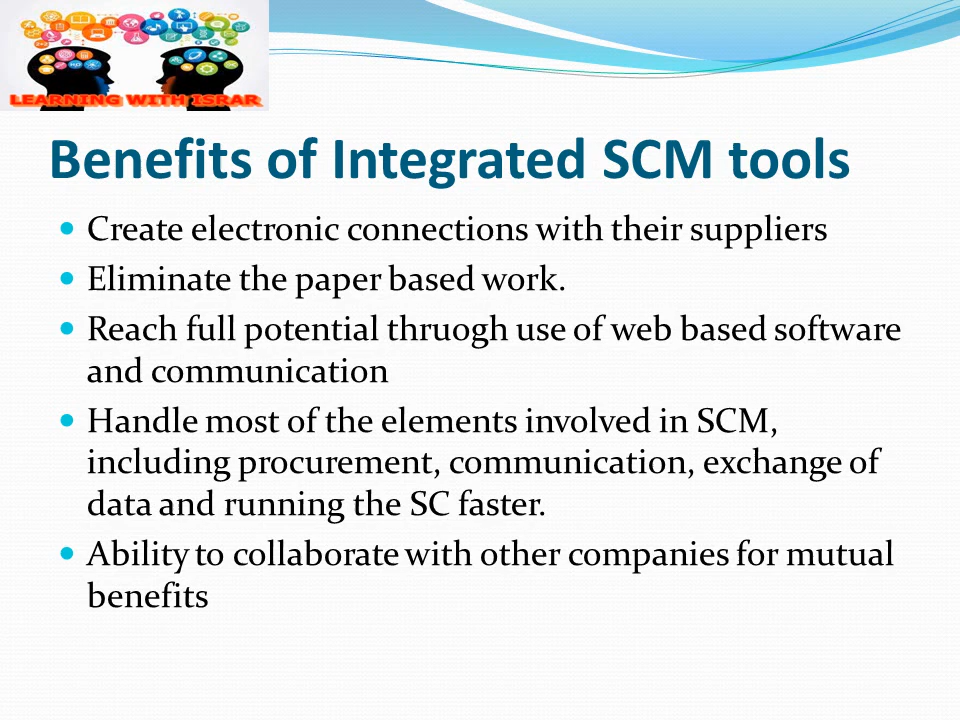 LEARNING WITH ISRAR
Benefits of Integrated SCM tools
Create electronic connections with their suppliers
Eliminate the paper based work.
Reach full potential thruogh use of web based software
and communication
Handle most of the elements involved in SCM,
including procurement, communication, exchange of
data and running the SC faster.
Ability to collaborate with other companies for mutual
benefits